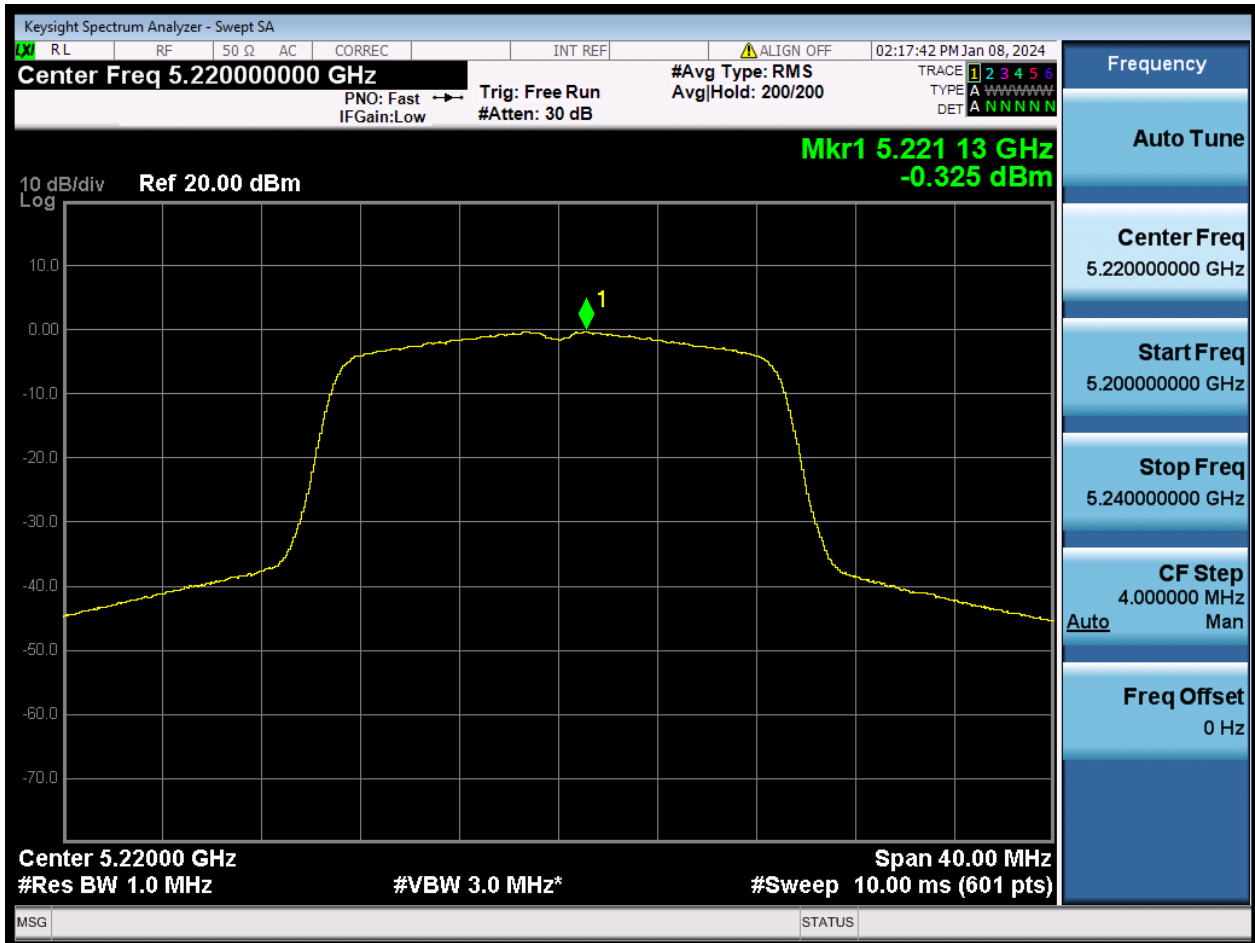 Keysight Spectrum Analyzer - Swept SA
LXI RL RF 50 Ω AC CORREC INT REF ALIGN OFF 02:17:42 PM Jan 08, 2024
Center Freq 5.220000000 GHz
PNO: Fast
IFGain:Low
Trig: Free Run
#Atten: 30 dB
#Avg Type: RMS
Avg|Hold: 200/200
TRACE 1 2 3 4 5 6
TYPE A WWWWW
DET A N N N N N
Mkr1 5.221 13 GHz
-0.325 dBm
10 dB/div Ref 20.00 dBm
Log
10.0
0.00
-10.0
-20.0
-30.0
-40.0
-50.0
-60.0
-70.0
1
Center 5.22000 GHz Span 40.00 MHz
#Res BW 1.0 MHz #VBW 3.0 MHz* #Sweep 10.00 ms (601 pts)
MSG STATUS
Frequency
Auto Tune
Center Freq
5.220000000 GHz
Start Freq
5.200000000 GHz
Stop Freq
5.240000000 GHz
CF Step
4.000000 MHz
Auto Man
Freq Offset
0 Hz